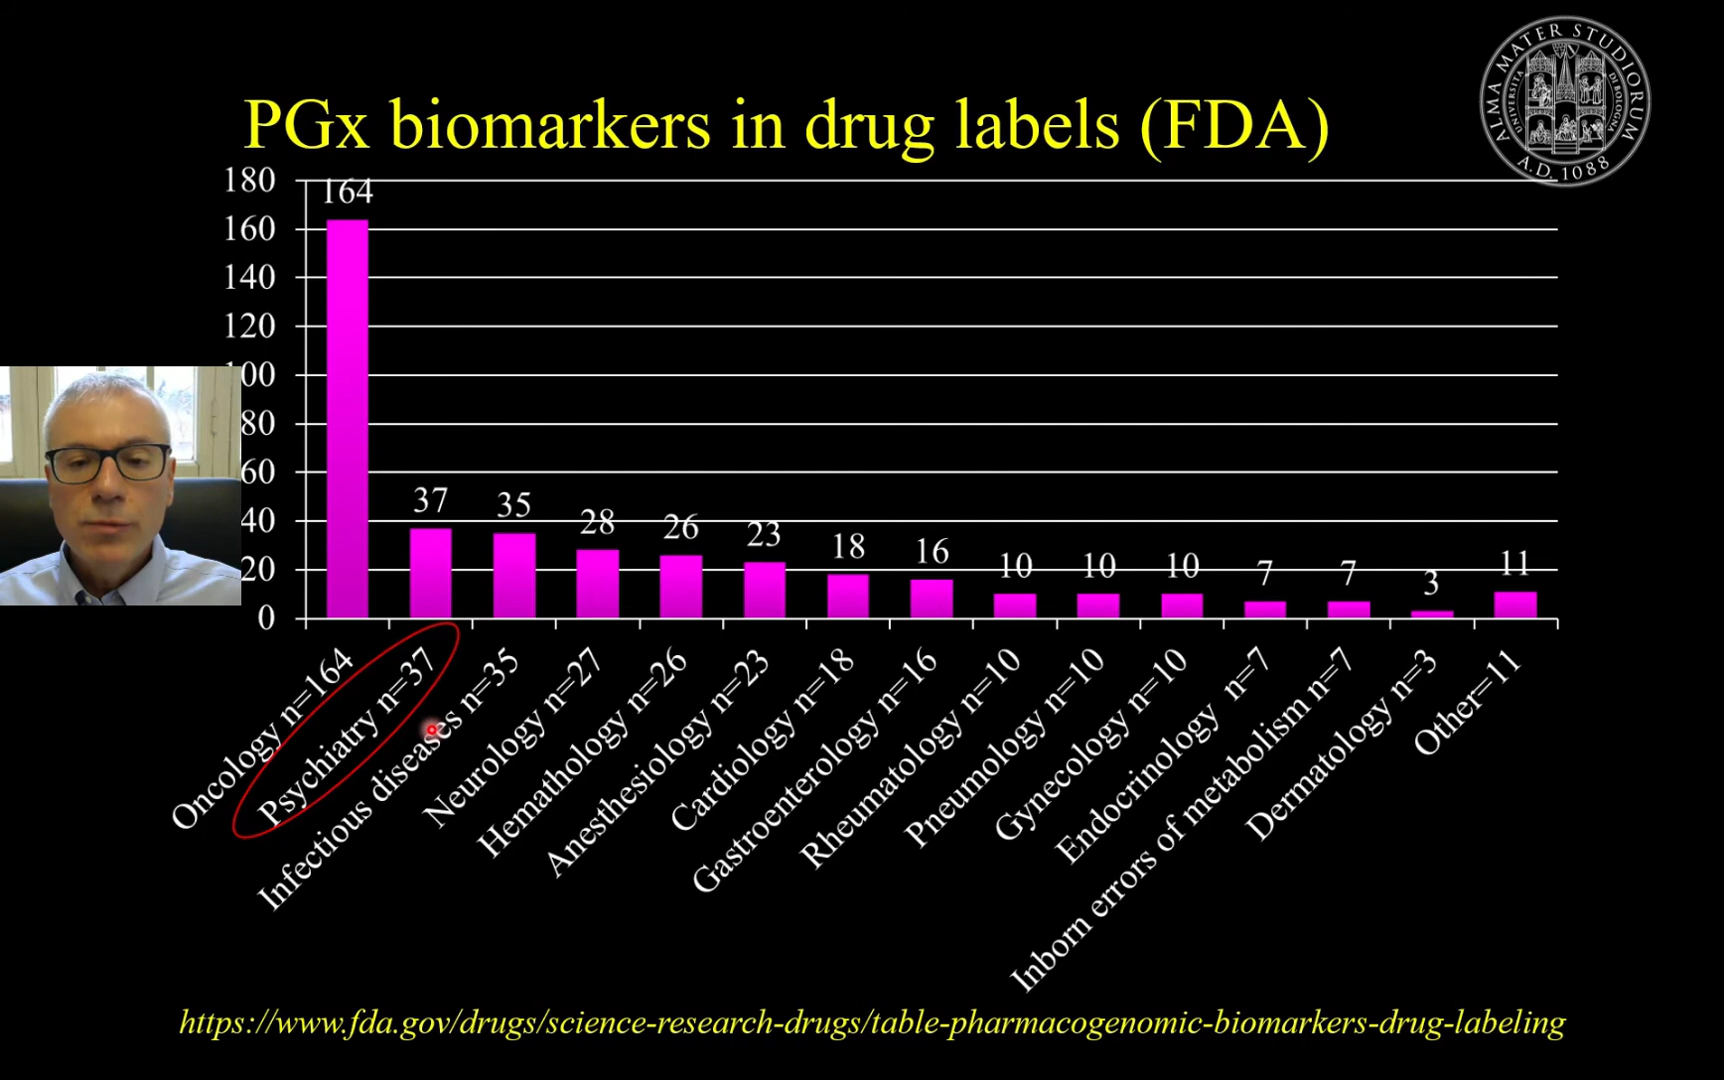 PGx biomarkers in drug labels (FDA)
ALMA MATER STUDIORUM
UNIVERSITÀ DI BOLOGNA
A.D. 1088
180
160
140
120
00
80
60
40
20
0
164
37
35
28
26
23
18
16
10
10
10
7
7
3
11
Oncology n=164
Psychiatry n=37
Infectious diseases n=35
Neurology n=27
Hemathology n=26
Anesthesiology n=23
Cardiology n=18
Gastroenterology n=16
Rheumatology n=10
Pneumology n=10
Gynecology n=10
Endocrinology n=7
Inborn errors of metabolism n=7
Dermatology n=3
Other=11
https://www.fda.gov/drugs/science-research-drugs/table-pharmacogenomic-biomarkers-drug-labeling